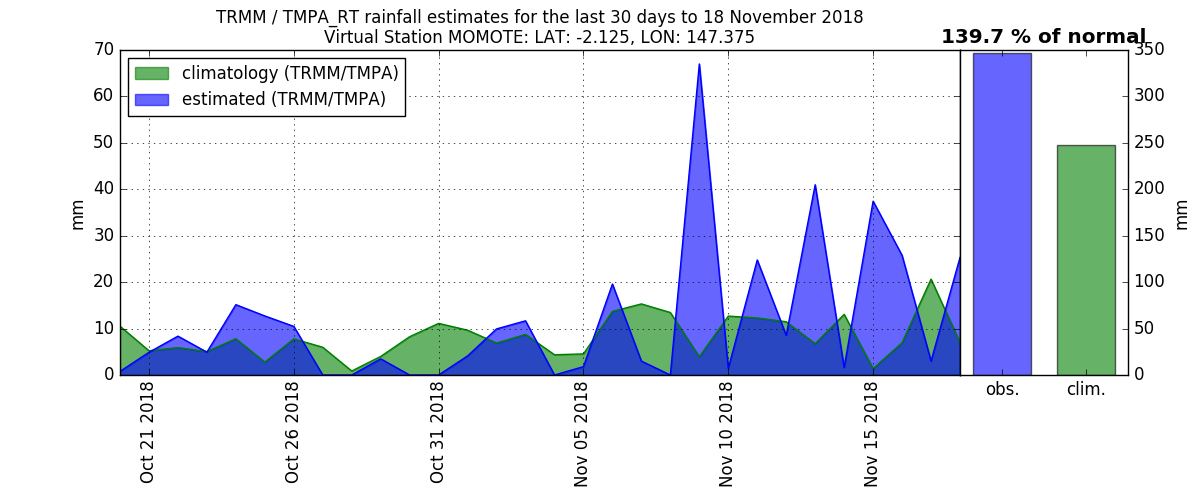 TRMM / TMPA_RT rainfall estimates for the last 30 days to 18 November 2018
Virtual Station MOMOTE: LAT: -2.125, LON: 147.375
139.7 % of normal
climatology (TRMM/TMPA)
estimated (TRMM/TMPA)
70
60
50
40
30
20
10
0
mm
Oct 21 2018
Oct 26 2018
Oct 31 2018
Nov 05 2018
Nov 10 2018
Nov 15 2018
350
300
250
200
150
100
50
0
mm
obs.
clim.